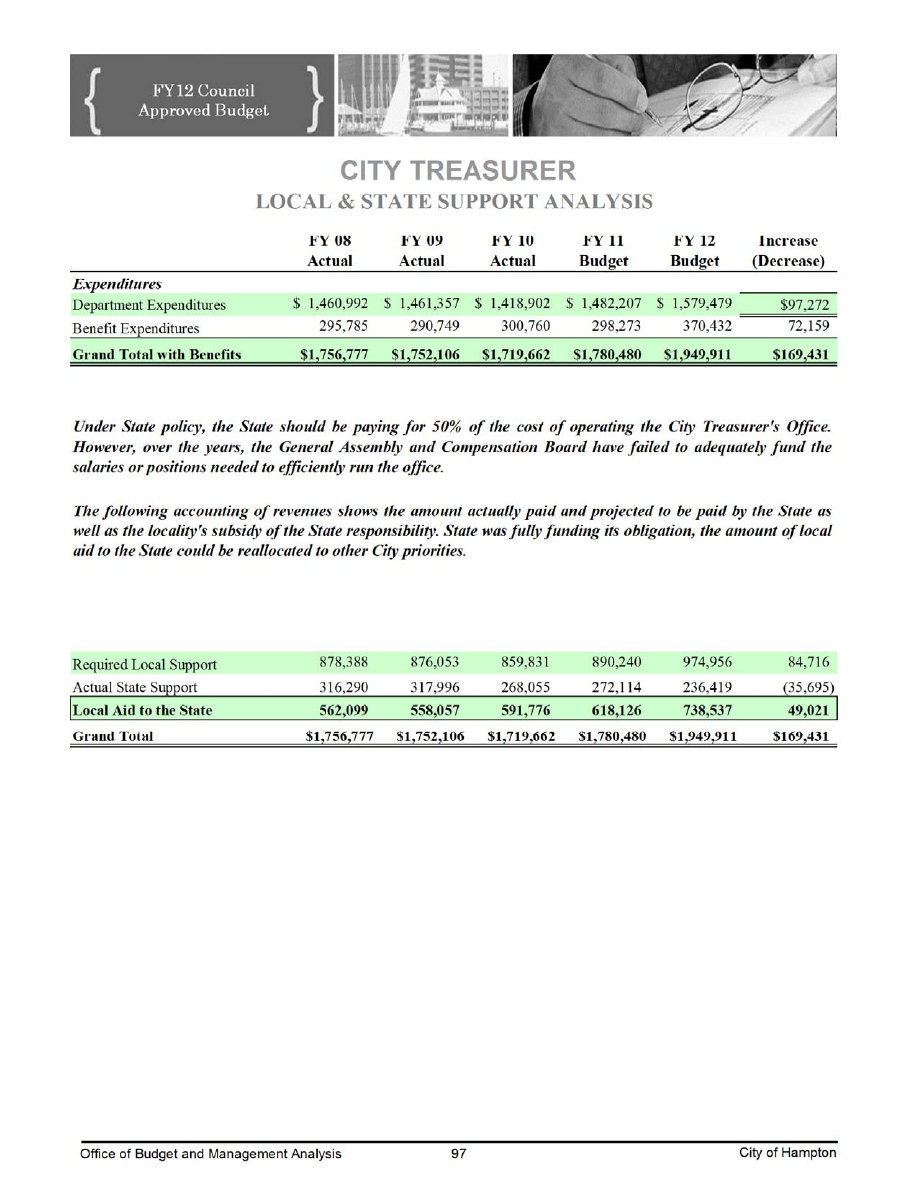 FY12 Council
Approved Budget
CITY TREASURER
LOCAL & STATE SUPPORT ANALYSIS
FY 08 FY 09 FY 10 FY 11 FY 12 Increase
Actual Actual Actual Budget Budget (Decrease)
Expenditures
Department Expenditures $ 1,460,992 $ 1,461,357 $ 1,418,902 $ 1,482,207 $ 1,579,479 $97,272
Benefit Expenditures 295,785 290,749 300,760 298,273 370,432 72,159
Grand Total with Benefits $1,756,777 $1,752,106 $1,719,662 $1,780,480 $1,949,911 $169,431
Under State policy, the State should be paying for 50% of the cost of operating the City Treasurer's Office.
However, over the years, the General Assembly and Compensation Board have failed to adequately fund the
salaries or positions needed to efficiently run the office.
The following accounting of revenues shows the amount actually paid and projected to be paid by the State as
well as the locality's subsidy of the State responsibility. State was fully funding its obligation, the amount of local
aid to the State could be reallocated to other City priorities.
Required Local Support 878,388 876,053 859,831 890,240 974,956 84,716
Actual State Support 316,290 317,996 268,055 272,114 236,419 (35,695)
Local Aid to the State 562,099 558,057 591,776 618,126 738,537 49,021
Grand Total $1,756,777 $1,752,106 $1,719,662 $1,780,480 $1,949,911 $169,431
Office of Budget and Management Analysis 97 City of Hampton